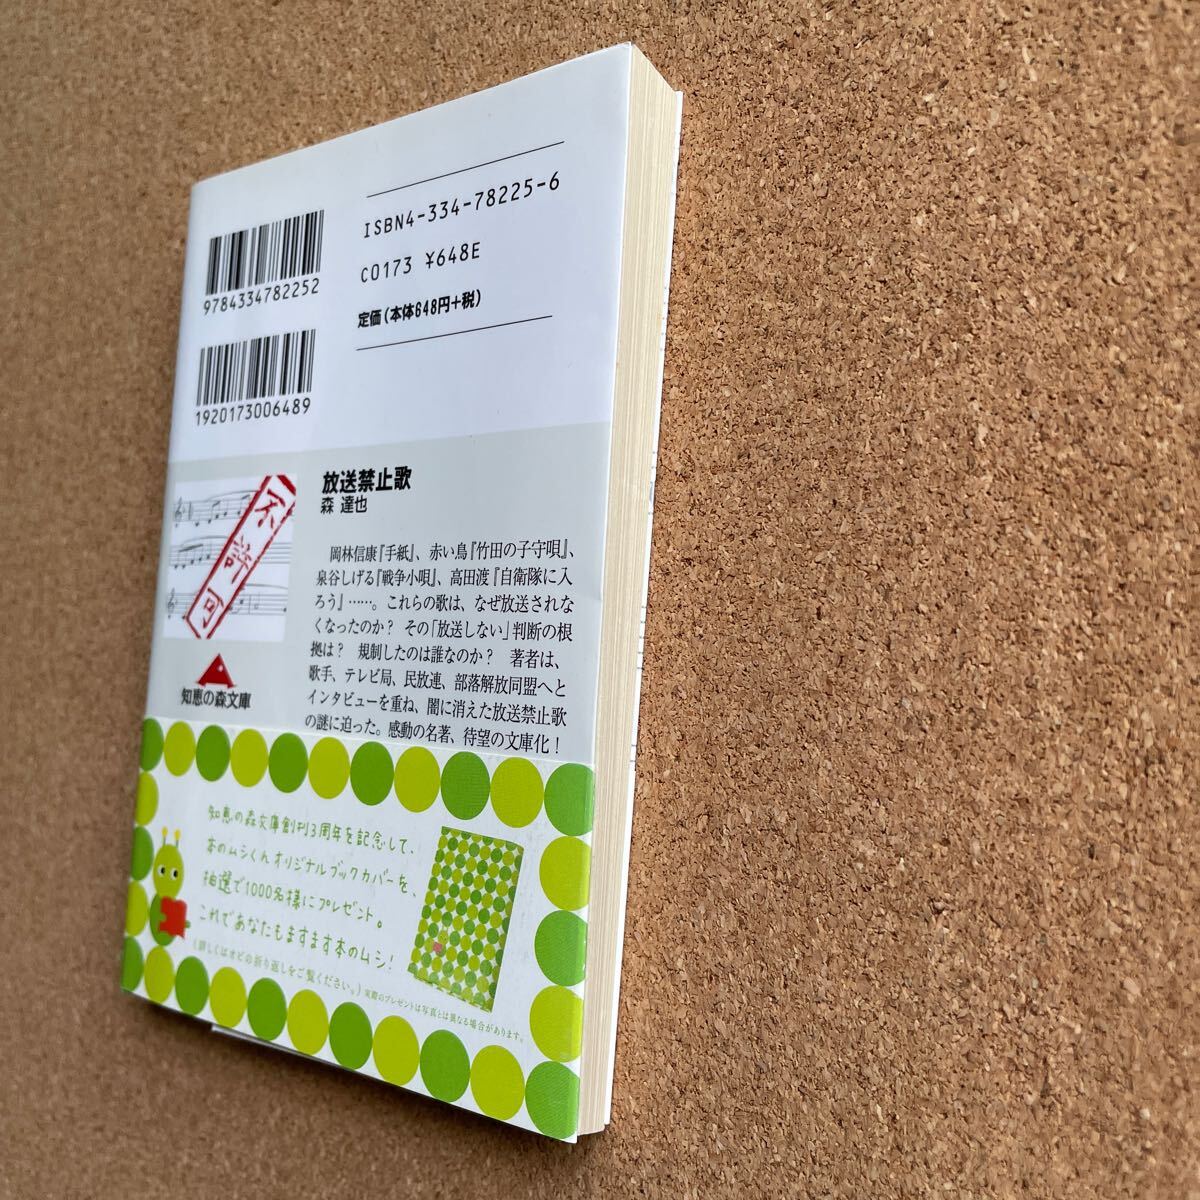 ISBN4-334-78225-6
C0173 ¥648E
定価(本体648円+税)
9784334782252
1920173006489
不許可
知恵の森文庫
放送禁止歌
森 達也
岡林信康『手紙』、赤い鳥『竹田の子守唄』、
泉谷しげる『戦争小唄』、高田渡『自衛隊に入
ろう』……。これらの歌は、なぜ放送されな
くなったのか? その「放送しない」判断の根
拠は? 規制したのは誰なのか? 著者は、
歌手、テレビ局、民放連、部落解放同盟へと
インタビューを重ね、闇に消えた放送禁止歌
の謎に迫った。感動の名著、待望の文庫化!
知恵の森文庫創刊3周年を記念して、
本のムシくんオリジナルブックカバーを、
抽選で1000名様にプレゼント。
これであなたもますます本のムシ!
(詳しくはオビの折り返しをご覧ください。) 実際のプレゼントは写真とは異なる場合があります。